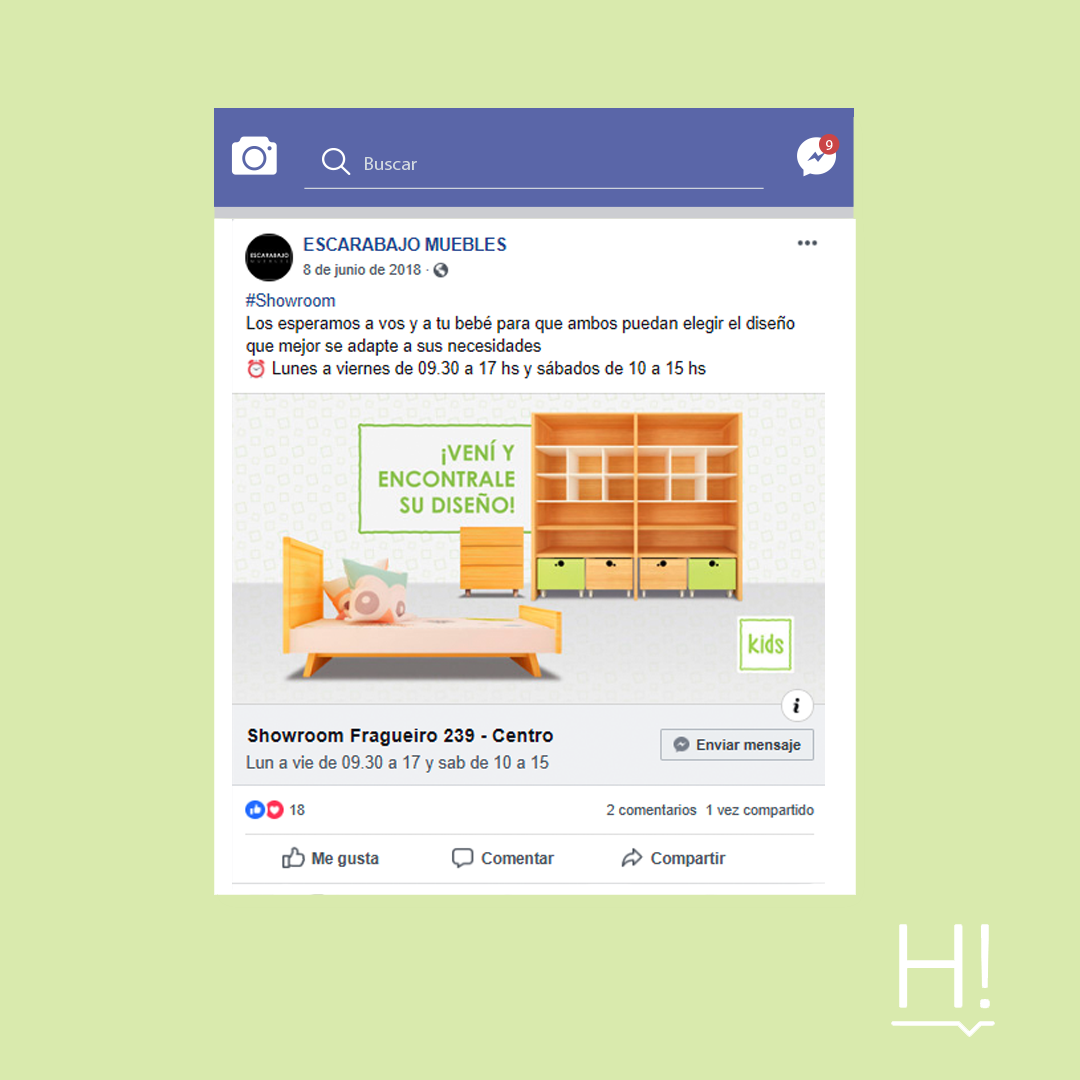 9
Buscar
ESCARABAJO
MUEBLES
ESCARABAJO MUEBLES
8 de junio de 2018 ·
#Showroom
Los esperamos a vos y a tu bebé para que ambos puedan elegir el diseño
que mejor se adapte a sus necesidades
⏰ Lunes a viernes de 09.30 a 17 hs y sábados de 10 a 15 hs
¡VENÍ Y
ENCONTRALE
SU DISEÑO!
kids
i
Showroom Fragueiro 239 - Centro
Lun a vie de 09.30 a 17 y sab de 10 a 15
Enviar mensaje
18
2 comentarios 1 vez compartido
Me gusta Comentar Compartir
H!